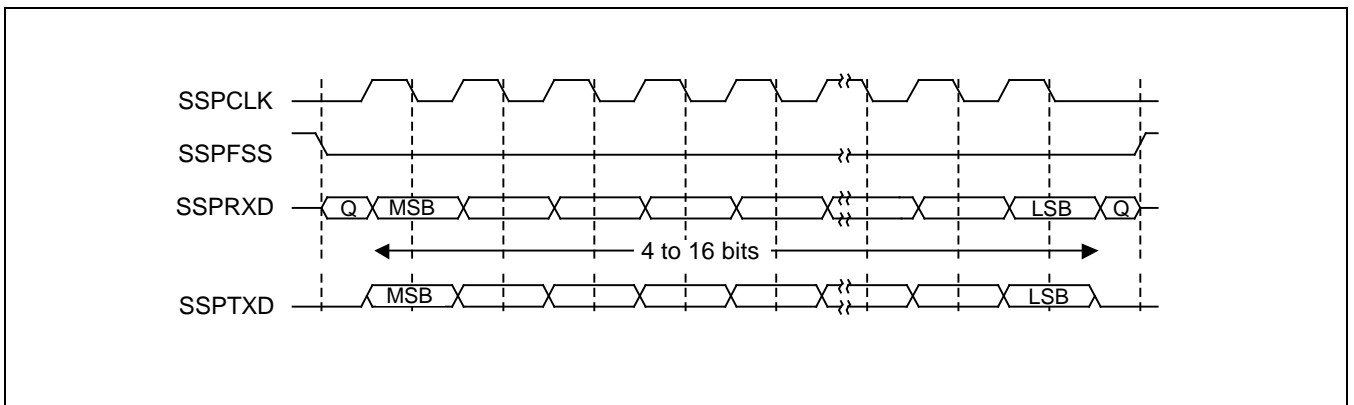 SSPCLK
SSPFSS
SSPRXD Q MSB LSB Q
4 to 16 bits
SSPTXD MSB LSB